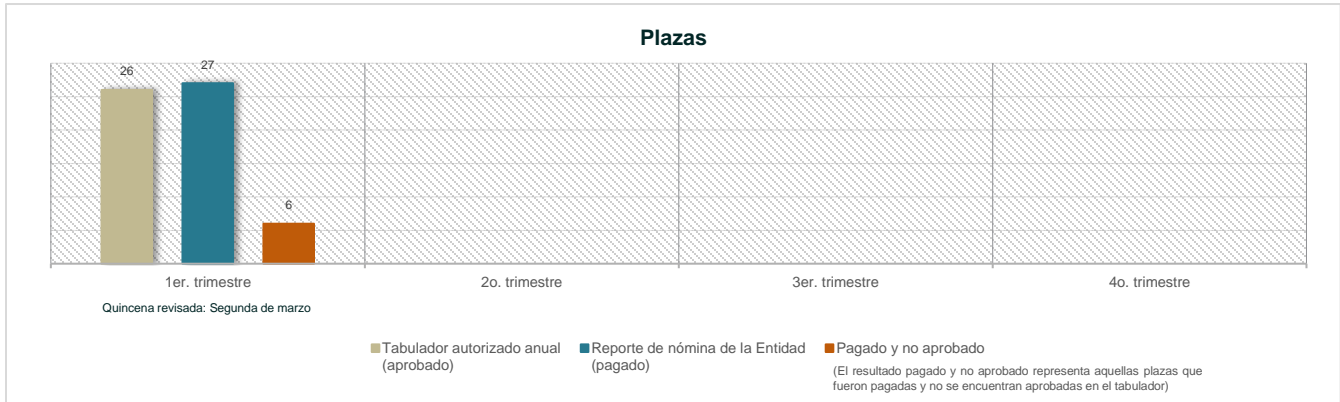 Plazas
26
27
6
1er. trimestre
2o. trimestre
3er. trimestre
4o. trimestre
Quincena revisada: Segunda de marzo
Tabulador autorizado anual
(aprobado)
Reporte de nómina de la Entidad
(pagado)
Pagado y no aprobado
(El resultado pagado y no aprobado representa aquellas plazas que
fueron pagadas y no se encuentran aprobadas en el tabulador)